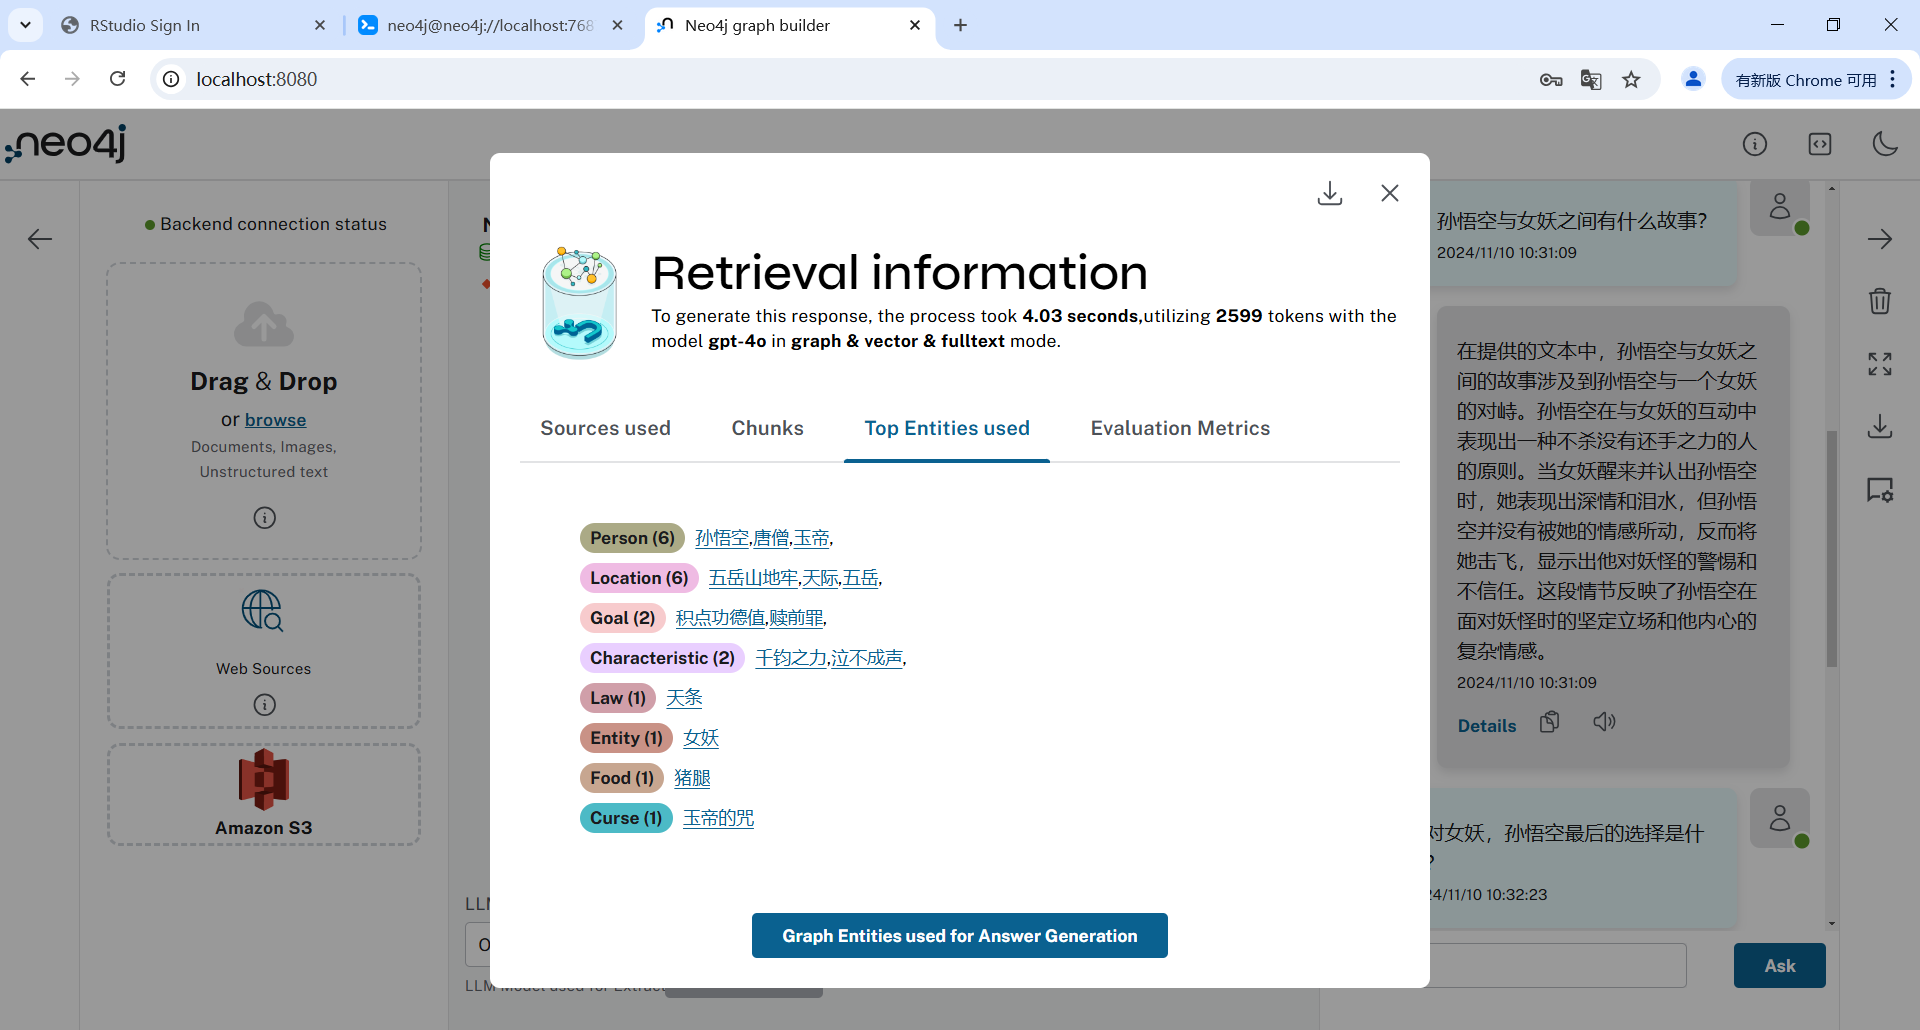 RStudio Sign In
neo4j@neo4j://localhost:768
Neo4j graph builder
localhost:8080
有新版 Chrome 可用
neo4j
Backend connection status
Drag & Drop
or browse
Documents, Images,
Unstructured text
Web Sources
Amazon S3
Retrieval information
To generate this response, the process took 4.03 seconds,utilizing 2599 tokens with the
model gpt-4o in graph & vector & fulltext mode.
Sources used
Chunks
Top Entities used
Evaluation Metrics
Person (6) 孙悟空,唐僧,玉帝,
Location (6) 五岳山地牢,天际,五岳,
Goal (2) 积点功德值,赎前罪,
Characteristic (2) 千钧之力,泣不成声,
Law (1) 天条
Entity (1) 女妖
Food (1) 猪腿
Curse (1) 玉帝的咒
Graph Entities used for Answer Generation
LLM Model used for Extract
孙悟空与女妖之间有什么故事?
2024/11/10 10:31:09
在提供的文本中，孙悟空与女妖之
间的故事涉及到孙悟空与一个女妖
的对峙。孙悟空在与女妖的互动中
表现出一种不杀没有还手之力的人
的原则。当女妖醒来并认出孙悟空
时，她表现出深情和泪水，但孙悟
空并没有被她的情感所动，反而将
她击飞，显示出他对妖怪的警惕和
不信任。这段情节反映了孙悟空在
面对妖怪时的坚定立场和他内心的
复杂情感。
2024/11/10 10:31:09
Details
对女妖，孙悟空最后的选择是什
?
24/11/10 10:32:23
Ask